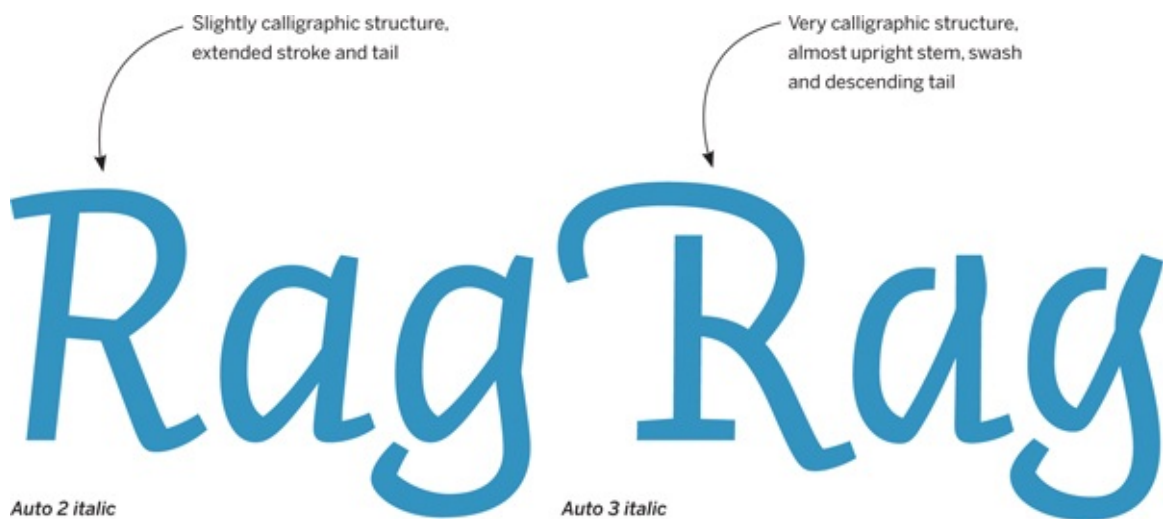 Slightly calligraphic structure,
extended stroke and tail
Very calligraphic structure,
almost upright stem, swash
and descending tail
Rag
Rag
Auto 2 italic
Auto 3 italic